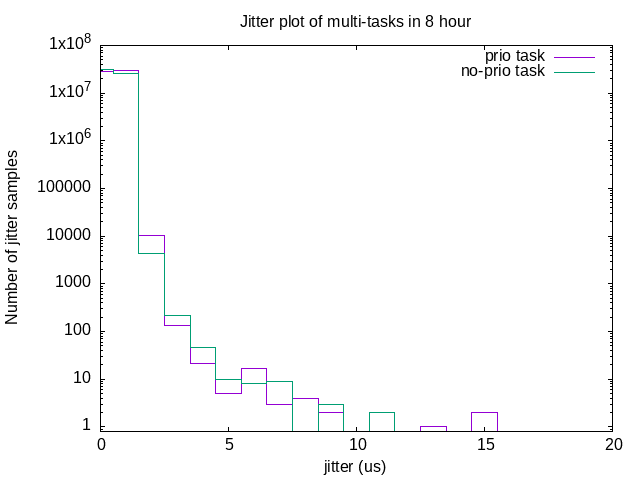 Jitter plot of multi-tasks in 8 hour
prio task
no-prio task
Number of jitter samples
1x10^8
1x10^7
1x10^6
100000
10000
1000
100
10
1
0 5 10 15 20
jitter (us)